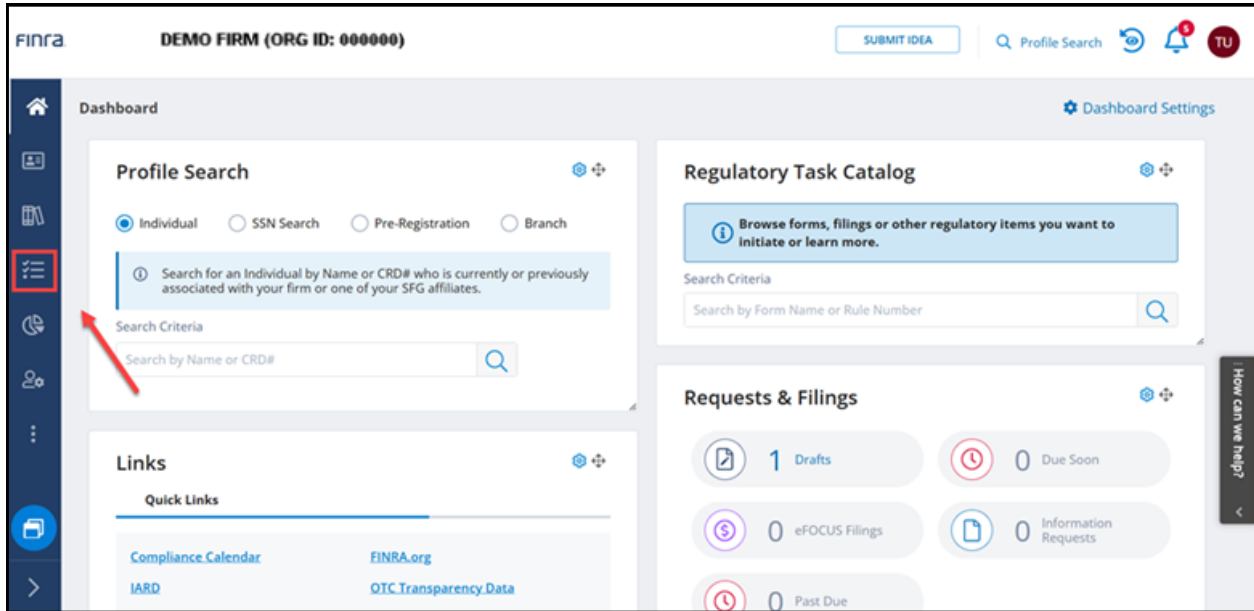 FINRA
DEMO FIRM (ORG ID: 000000)
SUBMIT IDEA
Profile Search
5
TU
Dashboard
Dashboard Settings
Profile Search
Individual
SSN Search
Pre-Registration
Branch
Search for an Individual by Name or CRD# who is currently or previously
associated with your firm or one of your SFG affiliates.
Search Criteria
Search by Name or CRD#
Links
Quick Links
Compliance Calendar
FINRA.org
IARD
OTC Transparency Data
Regulatory Task Catalog
Browse forms, filings or other regulatory items you want to
initiate or learn more.
Search Criteria
Search by Form Name or Rule Number
Requests & Filings
1 Drafts
0 Due Soon
0 eFOCUS Filings
0 Information
Requests
0 Past Due
How can we help?